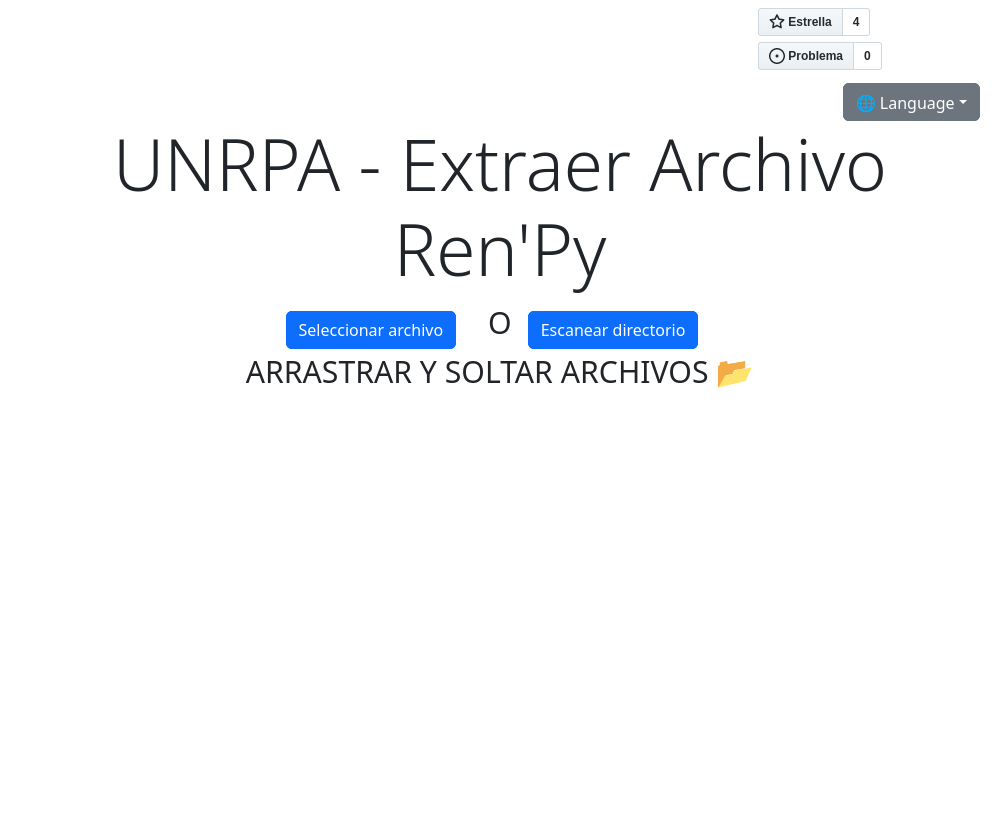 Estrella 4
Problema 0
🌐 Language
UNRPA - Extraer Archivo
Ren'Py
Seleccionar archivo O Escanear directorio
ARRASTRAR Y SOLTAR ARCHIVOS 📂